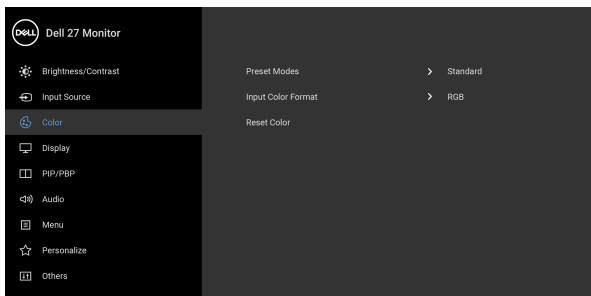 DELL Dell 27 Monitor
Brightness/Contrast
Input Source
Color
Display
PIP/PBP
Audio
Menu
Personalize
Others
Preset Modes > Standard
Input Color Format > RGB
Reset Color